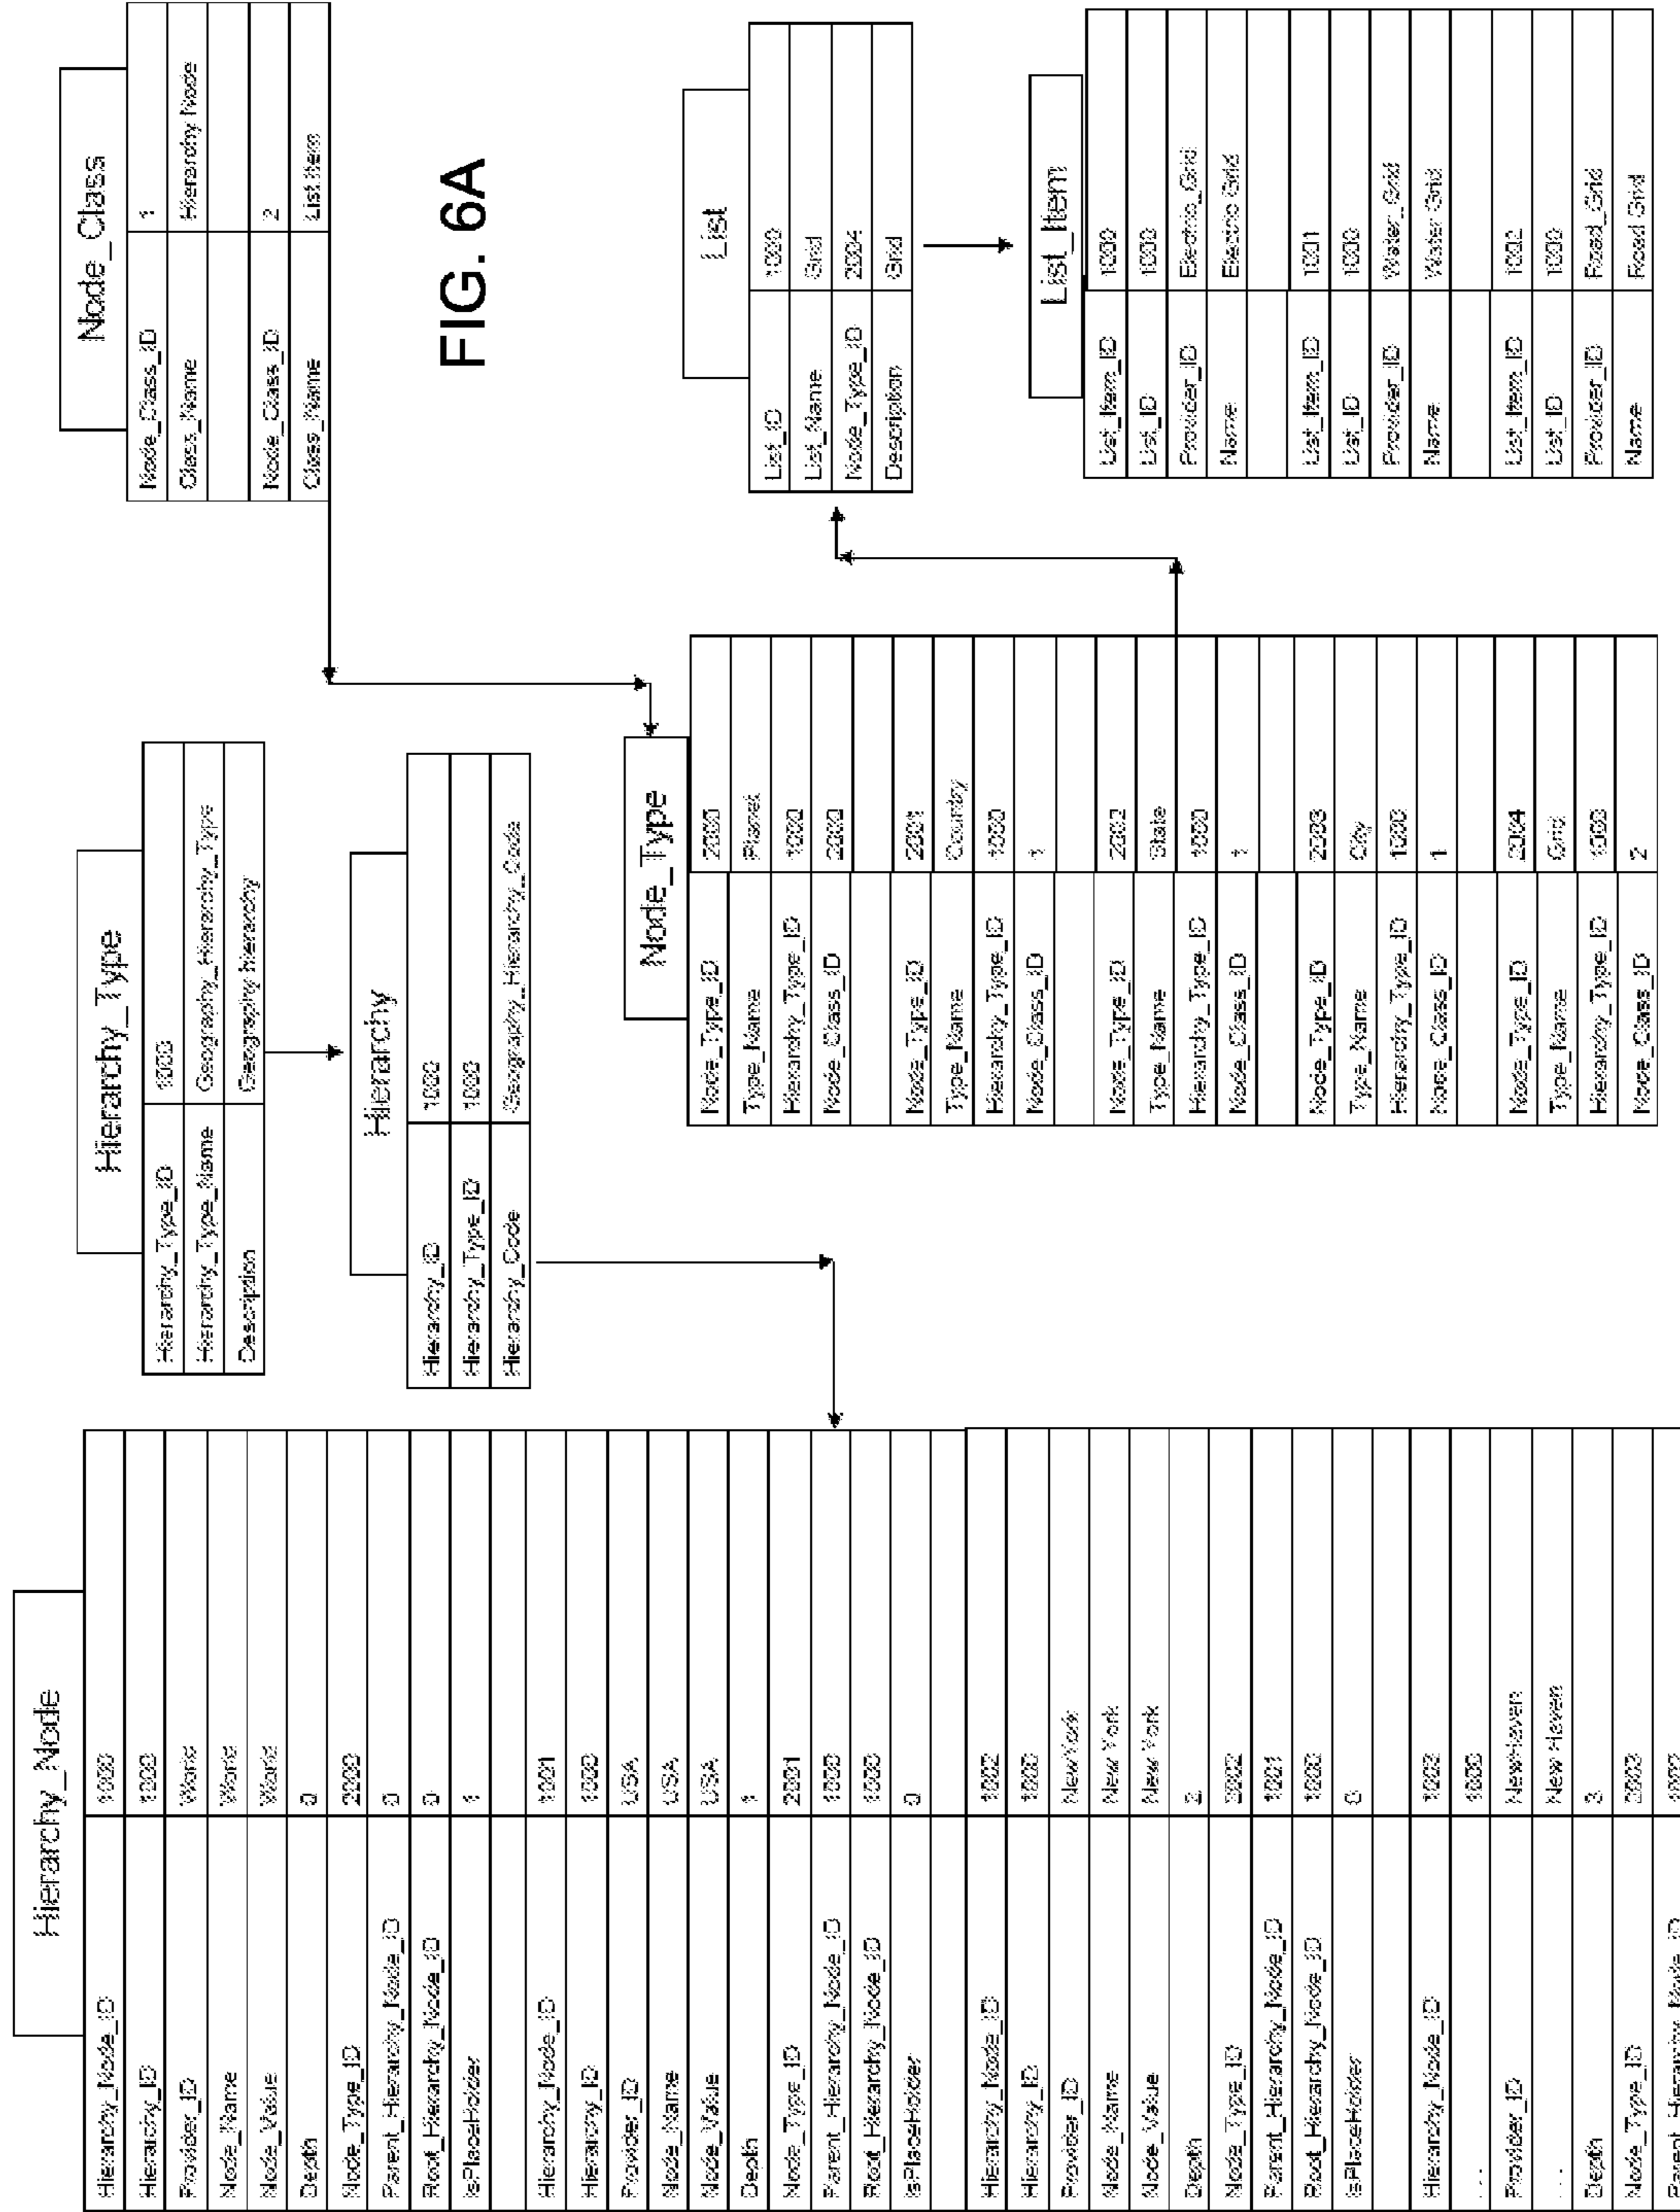 Hierarchy_Node
Hierarchy_Node_ID 1000
Hierarchy_ID 1000
Provider_ID World
Node_Name World
Node_Value World
Depth 0
Node_Type_ID 2000
Parent_Hierarchy_Node_ID 0
Root_Hierarchy_Node_ID 0
IsPlaceHolder 1
Hierarchy_Node_ID 1001
Hierarchy_ID 1000
Provider_ID USA
Node_Name USA
Node_Value USA
Depth 1
Node_Type_ID 2001
Parent_Hierarchy_Node_ID 1000
Root_Hierarchy_Node_ID 1000
IsPlaceHolder 0
Hierarchy_Node_ID 1002
Hierarchy_ID 1000
Provider_ID NewYork
Node_Name New York
Node_Value New York
Depth 2
Node_Type_ID 2002
Parent_Hierarchy_Node_ID 1001
Root_Hierarchy_Node_ID 1000
IsPlaceHolder 0
Hierarchy_Node_ID 1003
. . . 1000
Provider_ID NewHaven
. . . New Haven
Depth 3
Node_Type_ID 2003
Parent_Hierarchy_Node_ID 1002
Hierarchy_Type
Hierarchy_Type_ID 1000
Hierarchy_Type_Name Geography_Hierarchy_Type
Description Geography hierarchy
Hierarchy
Hierarchy_ID 1000
Hierarchy_Type_ID 1000
Hierarchy_Code Geography_Hierarchy_Code
Node_Type
Node_Type_ID 2000
Type_Name Planet
Hierarchy_Type_ID 1000
Node_Class_ID 2000
Node_Type_ID 2001
Type_Name Country
Hierarchy_Type_ID 1000
Node_Class_ID 1
Node_Type_ID 2002
Type_Name State
Hierarchy_Type_ID 1000
Node_Class_ID 1
Node_Type_ID 2003
Type_Name City
Hierarchy_Type_ID 1000
Node_Class_ID 1
Node_Type_ID 2004
Type_Name Grid
Hierarchy_Type_ID 1000
Node_Class_ID 2
Node_Class
Node_Class_ID 1
Class_Name Hierarchy Node
Node_Class_ID 2
Class_Name List Item
FIG. 6A
List
List_ID 1000
List_Name Grid
Node_Type_ID 2004
Description Grid
List_Item
List_Item_ID 1000
List_ID 1000
Provider_ID Electric_Grid
Name Electric Grid
List_Item_ID 1001
List_ID 1000
Provider_ID Water_Grid
Name Water Grid
List_Item_ID 1002
List_ID 1000
Provider_ID Road_Grid
Name Road Grid